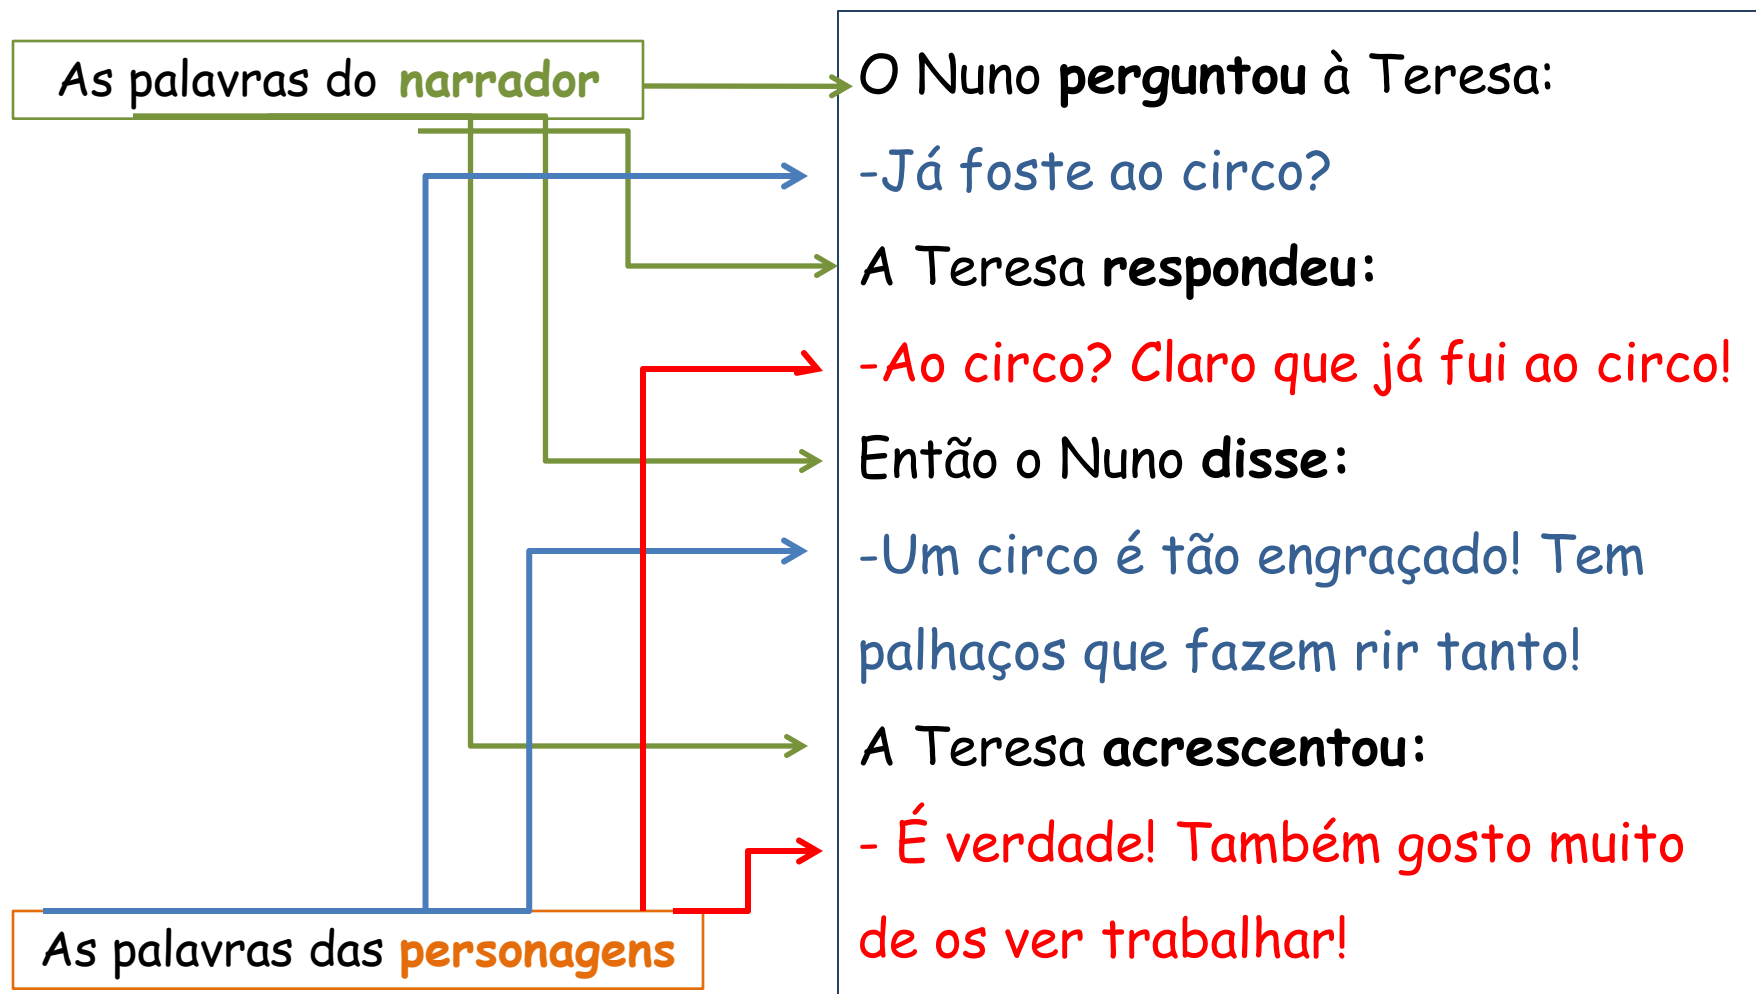 As palavras do narrador
O Nuno perguntou à Teresa:
-Já foste ao circo?
A Teresa respondeu:
-Ao circo? Claro que já fui ao circo!
Então o Nuno disse:
-Um circo é tão engraçado! Tem
palhaços que fazem rir tanto!
A Teresa acrescentou:
- É verdade! Também gosto muito
de os ver trabalhar!
As palavras das personagens